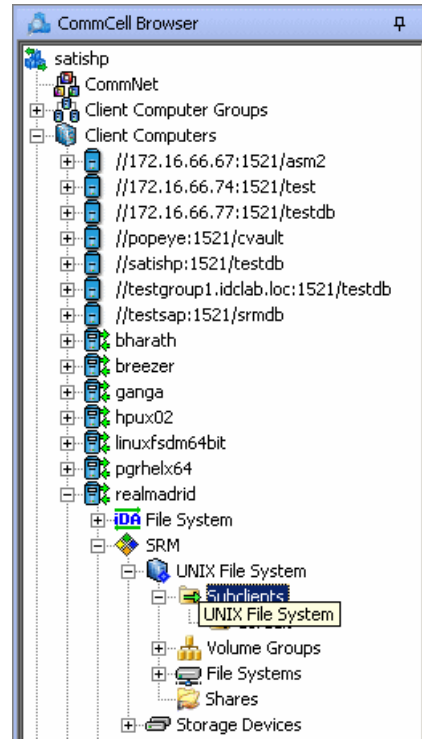 CommCell Browser
satishp
CommNet
Client Computer Groups
Client Computers
//172.16.66.67:1521/asm2
//172.16.66.74:1521/test
//172.16.66.77:1521/testdb
//popeye:1521/cvault
//satishp:1521/testdb
//testgroup1.idclab.loc:1521/testdb
//testsap:1521/srmdb
bharath
breezer
ganga
hpux02
linuxfsdm64bit
pgrhelx64
realmadrid
iDA File System
SRM
UNIX File System
Subclients
UNIX File System
Volume Groups
File Systems
Shares
Storage Devices